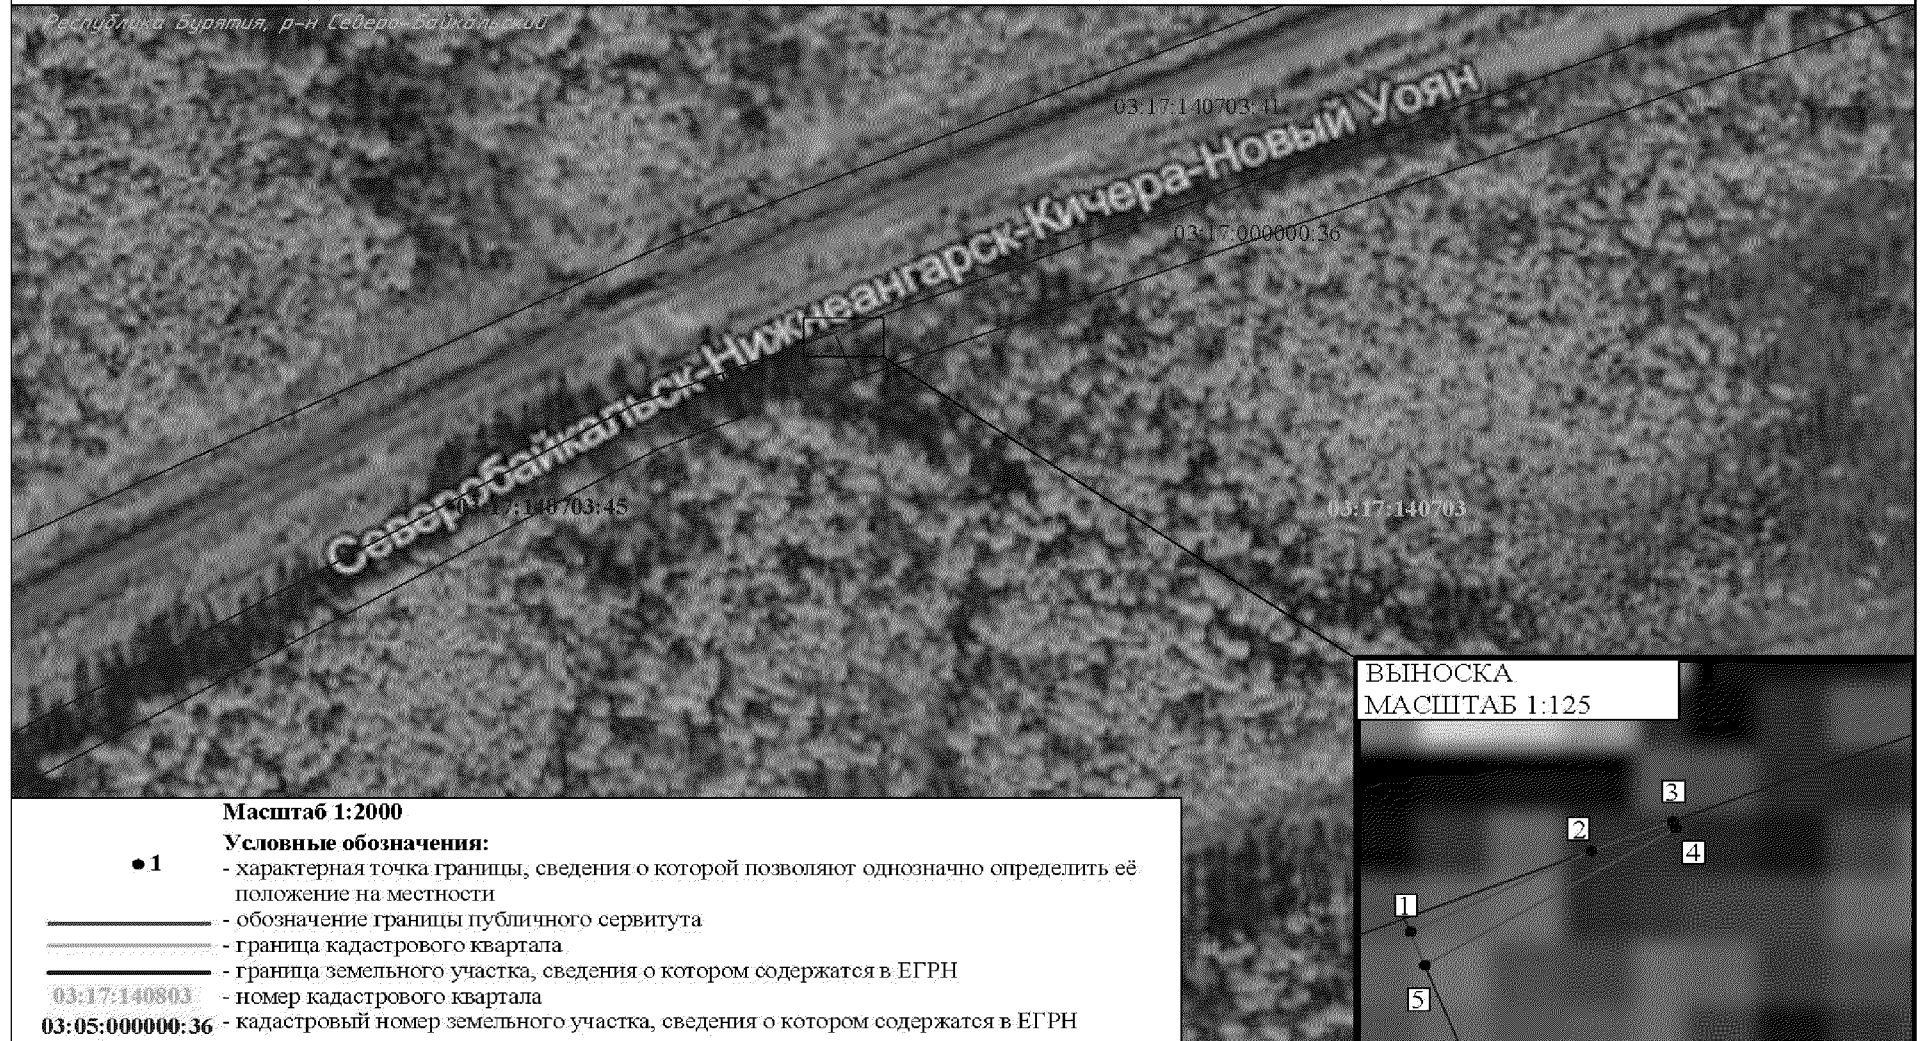 Республика Бурятия, р-н Северо-Байкальский
03:17:140703:41
Северобайкальск-Нижнеангарск-Кичера-Новый Уоян
03:17:000000:36
03:17:140703:45
03:17:140703
ВЫНОСКА
МАСШТАБ 1:125
3
2
4
1
5
Масштаб 1:2000
Условные обозначения:
1 - характерная точка границы, сведения о которой позволяют однозначно определить её
положение на местности
- обозначение границы публичного сервитута
- граница кадастрового квартала
- граница земельного участка, сведения о котором содержатся в ЕГРН
03:17:140803 - номер кадастрового квартала
03:05:000000:36 - кадастровый номер земельного участка, сведения о котором содержатся в ЕГРН